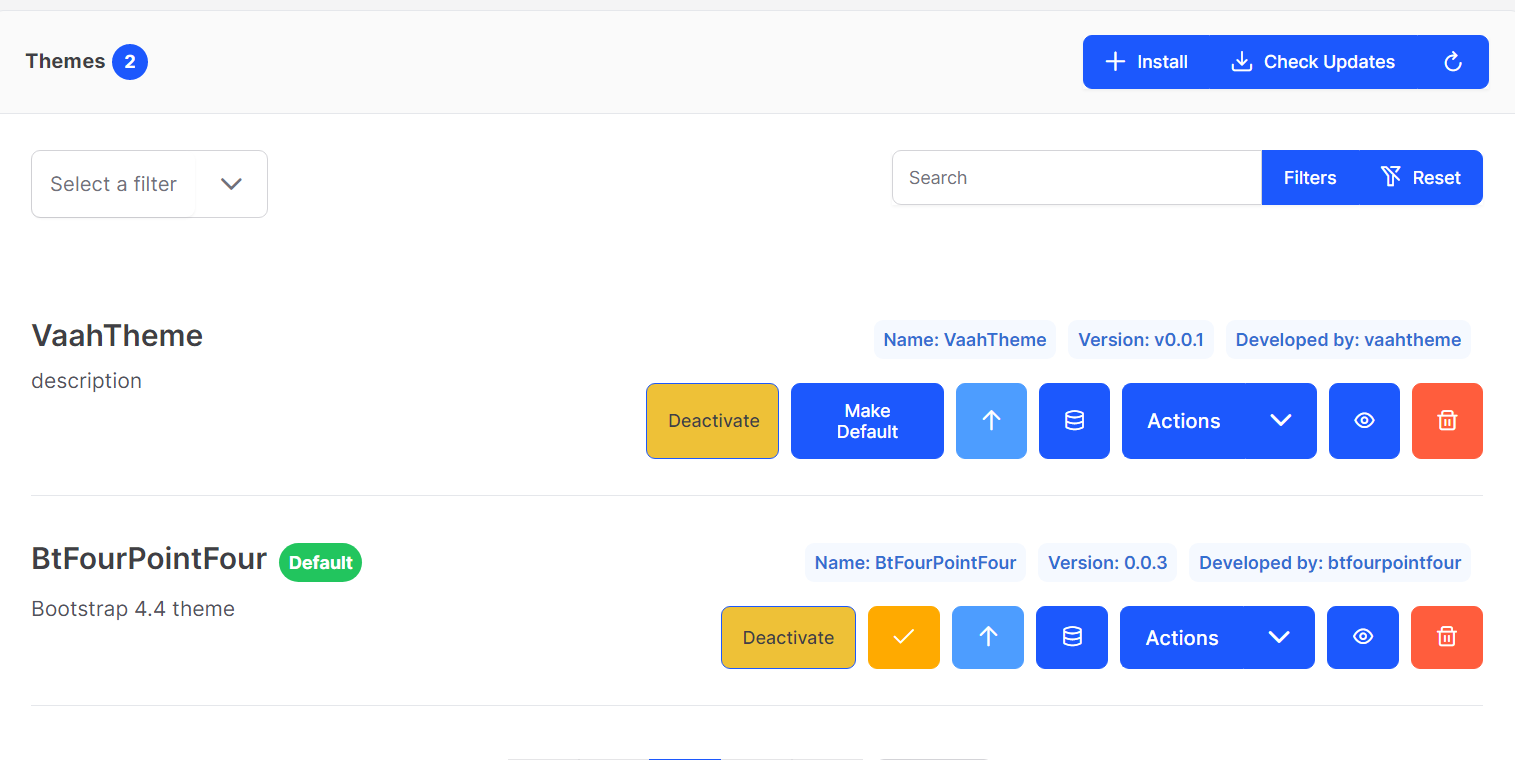 Themes 2
Install Check Updates
Select a filter
Search Filters Reset
VaahTheme
Name: VaahTheme Version: v0.0.1 Developed by: vaahtheme
description
Deactivate
Make
Default
Actions
BtFourPointFour Default
Name: BtFourPointFour Version: 0.0.3 Developed by: btfourpointfour
Bootstrap 4.4 theme
Deactivate Actions